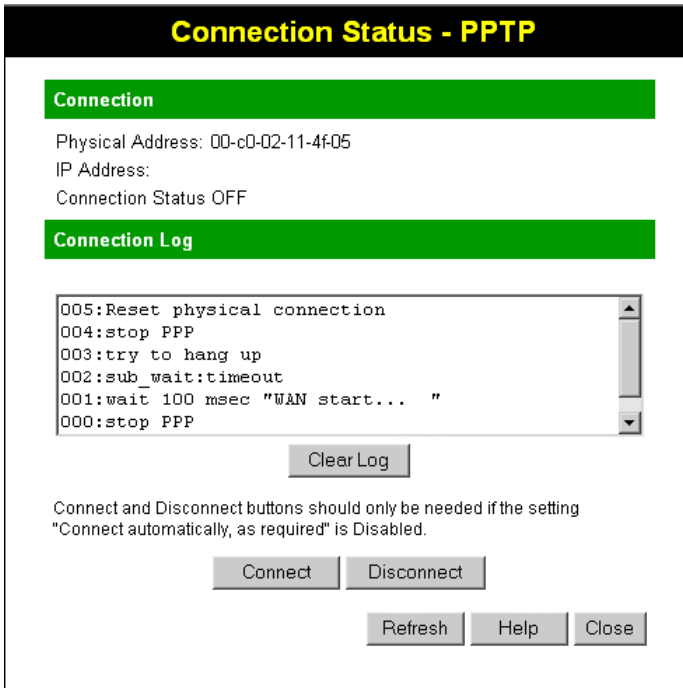 Connection Status - PPTP
Connection
Physical Address: 00-c0-02-11-4f-05
IP Address:
Connection Status OFF
Connection Log
005:Reset physical connection
004:stop PPP
003:try to hang up
002:sub_wait:timeout
001:wait 100 msec "WAN start...  "
000:stop PPP
Clear Log
Connect and Disconnect buttons should only be needed if the setting
"Connect automatically, as required" is Disabled.
Connect Disconnect
Refresh Help Close